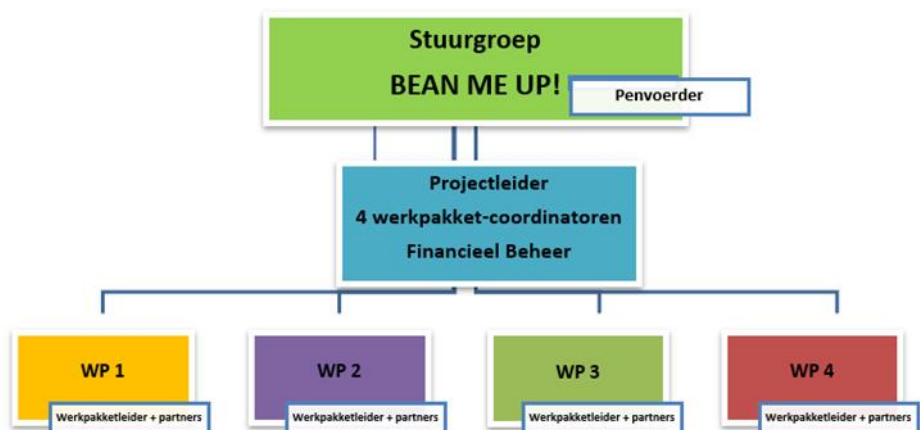 Stuurgroep
BEAN ME UP!
Penvoerder
Projectleider
4 werkpakket-coordinatoren
Financieel Beheer
WP 1
WP 2
WP 3
WP 4
Werkpakketleider + partners
Werkpakketleider + partners
Werkpakketleider + partners
Werkpakketleider + partners